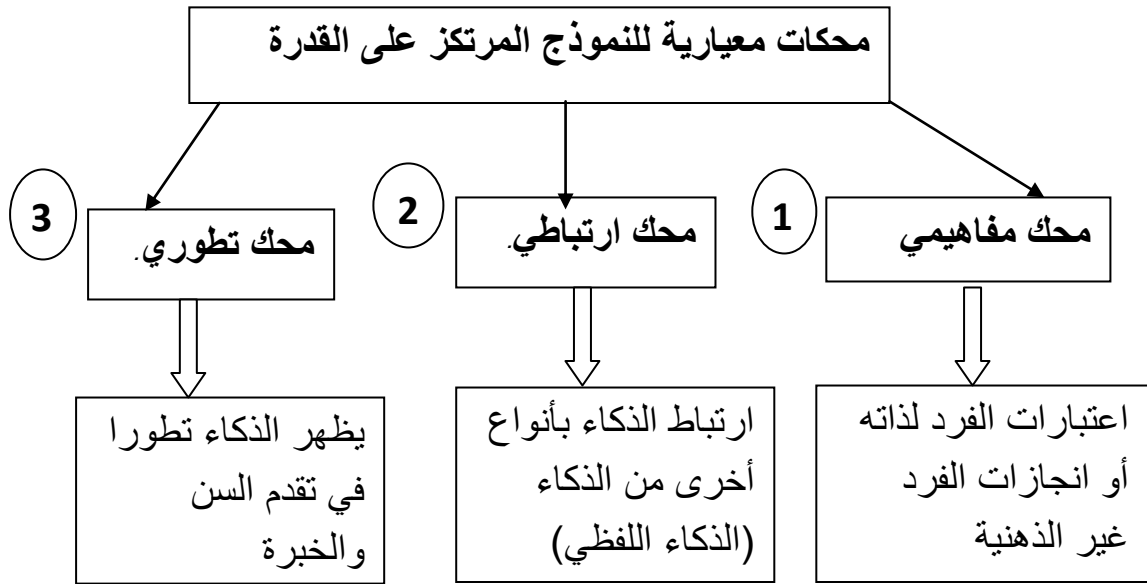 محكات معيارية للنموذج المرتكز على القدرة
1
محك مفاهيمي
2
محك ارتباطي.
3
محك تطوري.
اعتبارات الفرد لذاته
أو انجازات الفرد
غير الذهنية
ارتباط الذكاء بأنواع
أخرى من الذكاء
(الذكاء اللفظي)
يظهر الذكاء تطورا
في تقدم السن
والخبرة